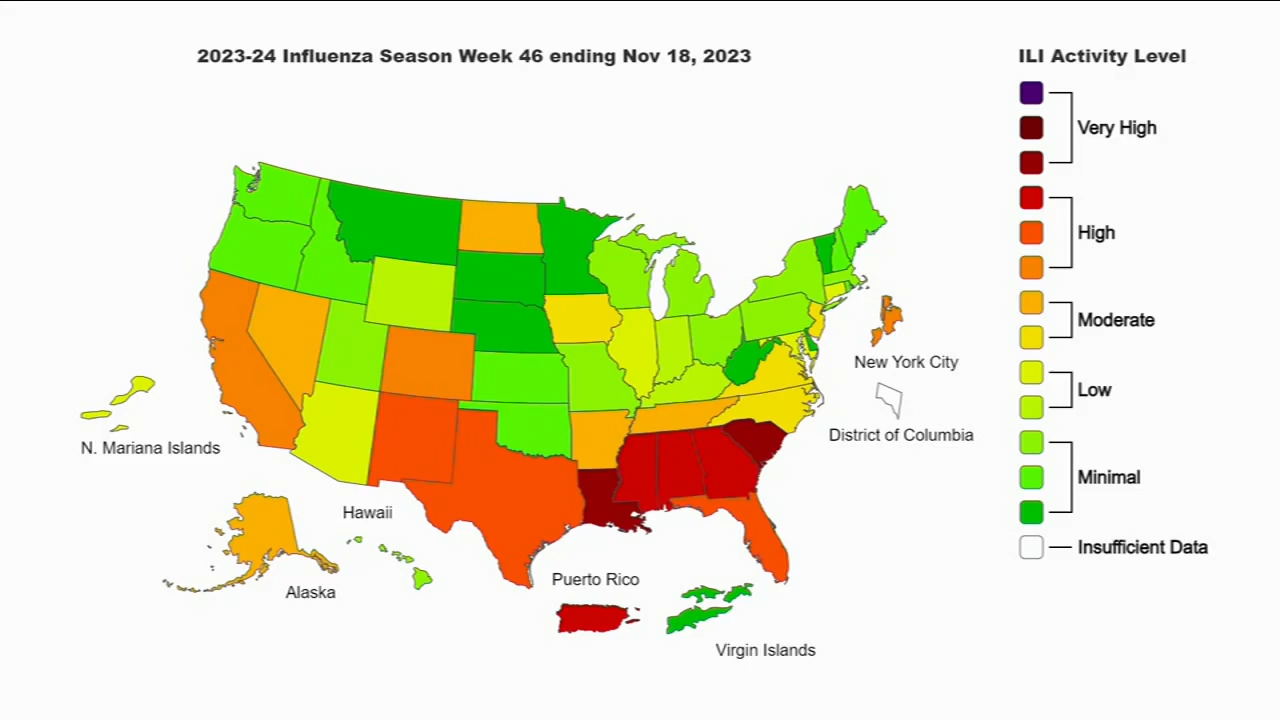 2023-24 Influenza Season Week 46 ending Nov 18, 2023
ILI Activity Level
Very High
High
Moderate
Low
Minimal
Insufficient Data
New York City
District of Columbia
N. Mariana Islands
Hawaii
Alaska
Puerto Rico
Virgin Islands